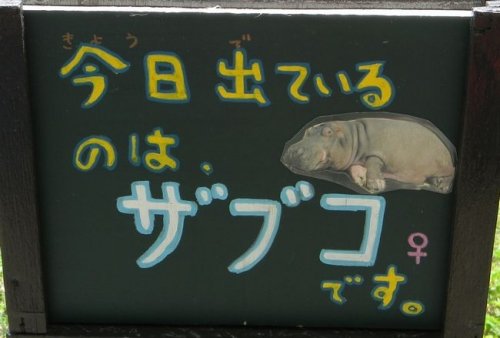 きょう で
今日出ている
のは、
ザブコ♀
です。